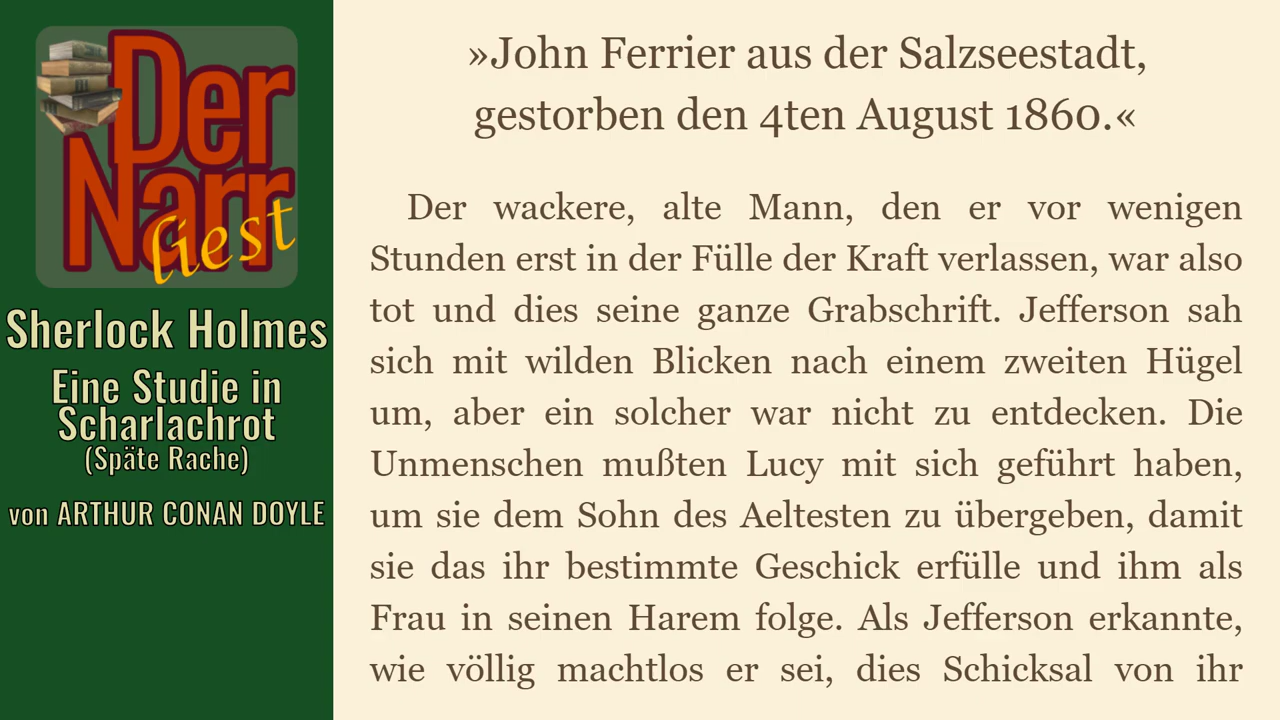 Der
Narr
liest
Sherlock Holmes
Eine Studie in
Scharlachrot
(Späte Rache)
von ARTHUR CONAN DOYLE
»John Ferrier aus der Salzseestadt,
gestorben den 4ten August 1860.«
Der wackere, alte Mann, den er vor wenigen
Stunden erst in der Fülle der Kraft verlassen, war also
tot und dies seine ganze Grabschrift. Jefferson sah
sich mit wilden Blicken nach einem zweiten Hügel
um, aber ein solcher war nicht zu entdecken. Die
Unmenschen mußten Lucy mit sich geführt haben,
um sie dem Sohn des Aeltesten zu übergeben, damit
sie das ihr bestimmte Geschick erfülle und ihm als
Frau in seinen Harem folge. Als Jefferson erkannte,
wie völlig machtlos er sei, dies Schicksal von ihr